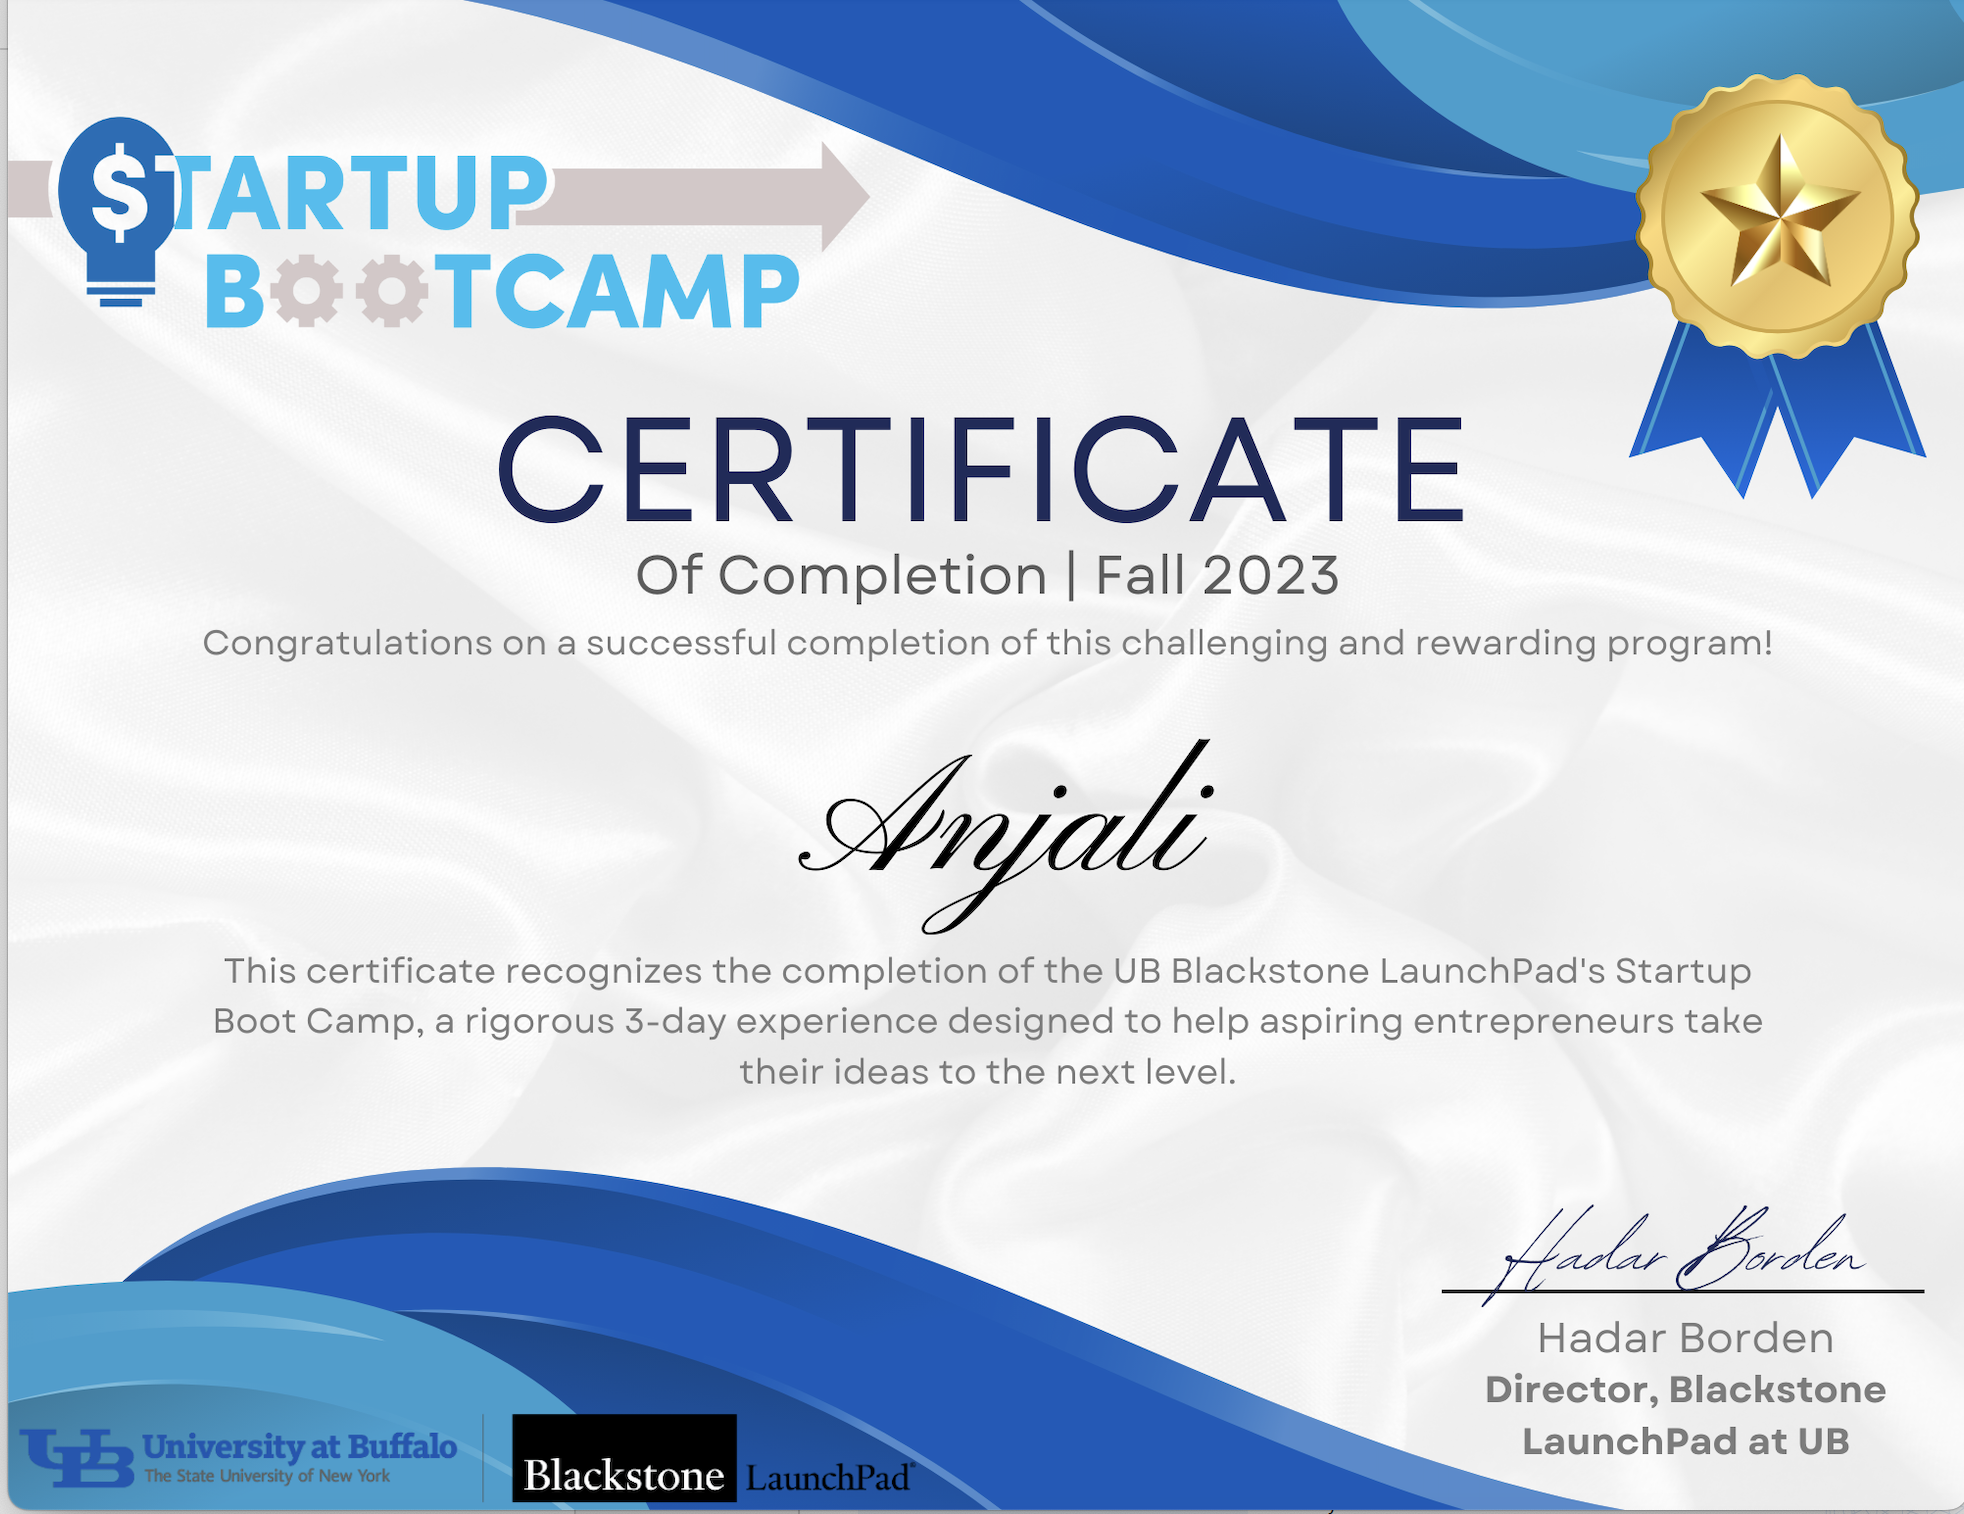 $TARTUP
BOOTCAMP
CERTIFICATE
Of Completion | Fall 2023
Congratulations on a successful completion of this challenging and rewarding program!
Anjali
This certificate recognizes the completion of the UB Blackstone LaunchPad's Startup
Boot Camp, a rigorous 3-day experience designed to help aspiring entrepreneurs take
their ideas to the next level.
Hadar Borden
Hadar Borden
Director, Blackstone
LaunchPad at UB
UB University at Buffalo
The State University of New York
Blackstone LaunchPad